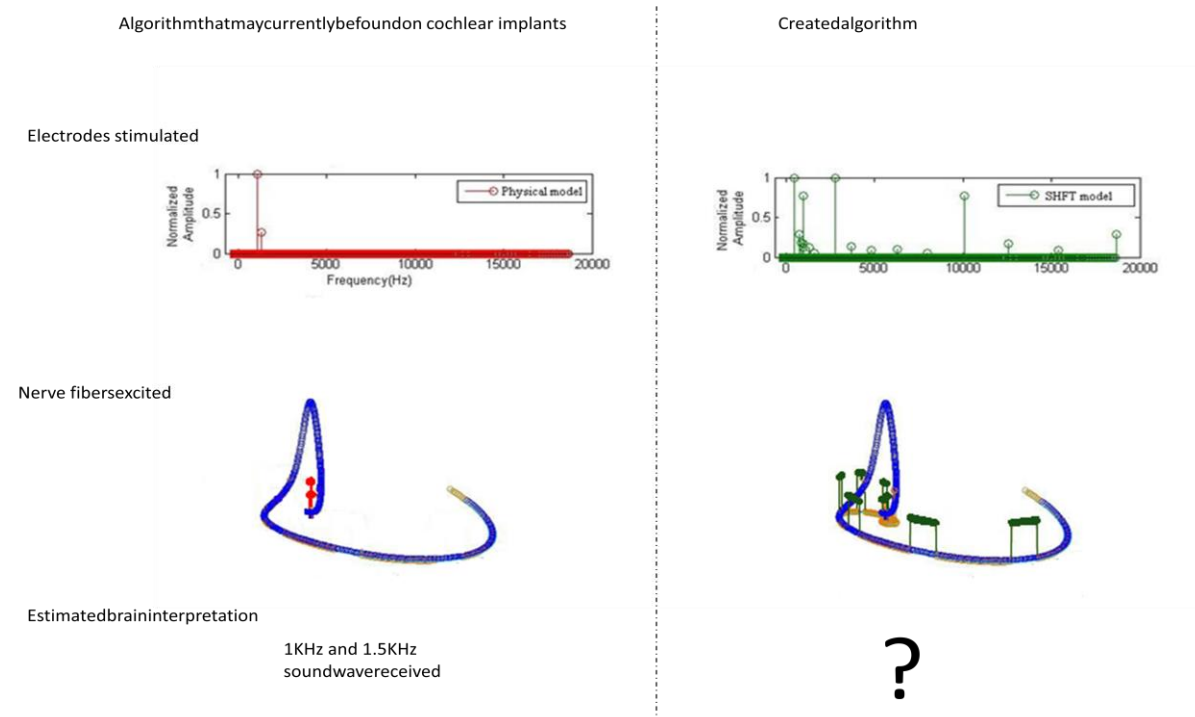 Algorithmthatmaycurrentlybefoundon cochlear implants
Createdalgorithm
Electrodes stimulated
Normalized
Amplitude
1
0.5
0
Physical model
0
5000
10000
15000
20000
Frequency(Hz)
Normalized
Amplitude
1
0.5
0
SHFT model
0
5000
10000
15000
20000
Nerve fibersexcited
Estimatedbraininterpretation
1KHz and 1.5KHz
soundwavereceived
?